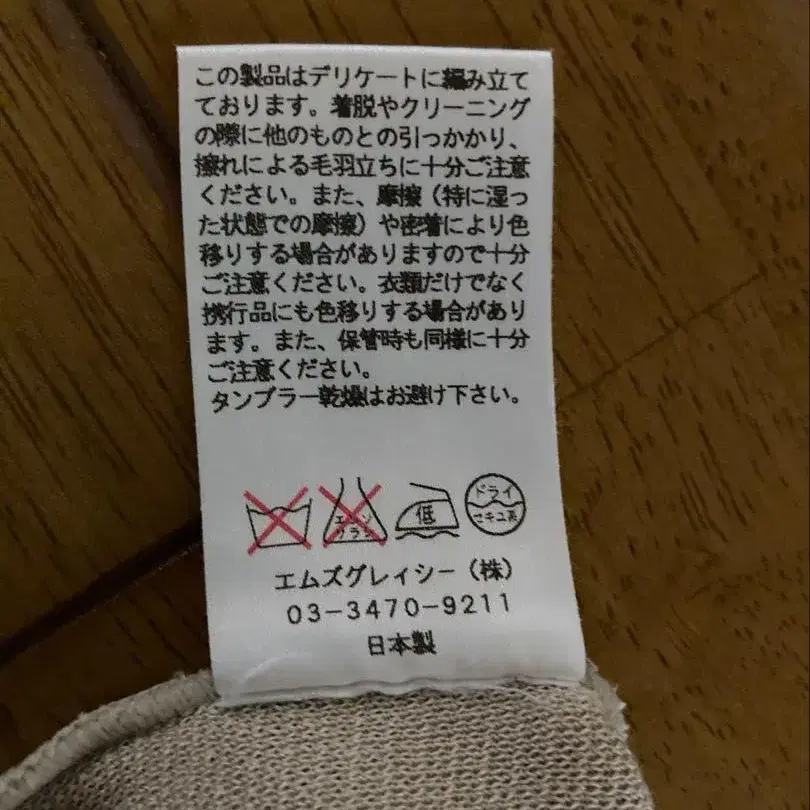 この製品はデリケートに編み立て
ております。着脱やクリーニング
の際に他のものとの引っかかり、
擦れによる毛羽立ちに十分ご注意
ください。また、摩擦（特に湿っ
た状態での摩擦）や密着により色
移りする場合がありますので十分
ご注意ください。衣類だけでなく
携行品にも色移りする場合があり
ます。また、保管時も同様に十分
ご注意ください。
タンブラー乾燥はお避け下さい。
エンソ
サラシ
低
ドライ
セキユ系
エムズグレイシー（株）
03-3470-9211
日本製